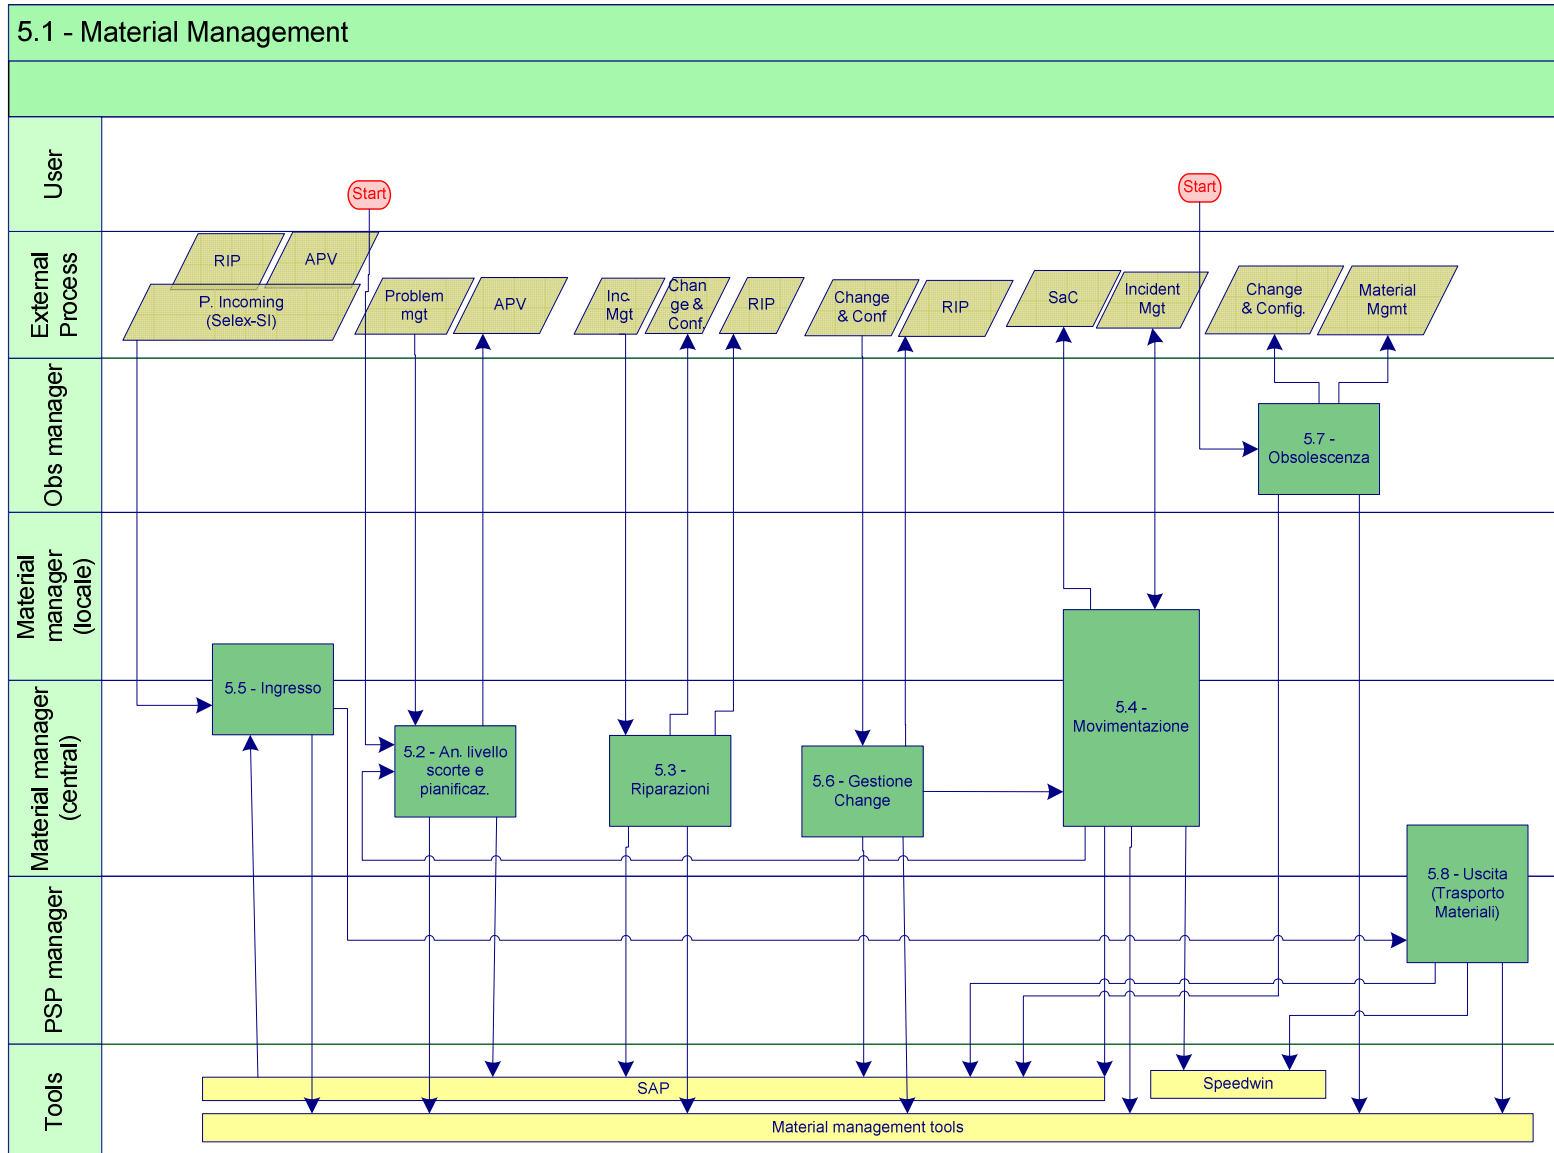 5.1 - Material Management
User
Start
Start
External
Process
RIP
APV
P. Incoming
(Selex-SI)
Problem
mgt
APV
Inc.
Mgt
Chan
ge &
Conf.
RIP
Change
& Conf
RIP
SaC
Incident
Mgt
Change
& Config.
Material
Mgmt
Obs manager
5.7 -
Obsolescenza
Material
manager
(locale)
5.5 - Ingresso
5.4 -
Movimentazione
Material manager
(central)
5.2 - An. livello
scorte e
pianificaz.
5.3 -
Riparazioni
5.6 - Gestione
Change
5.8 - Uscita
(Trasporto
Materiali)
PSP manager
Tools
SAP
Speedwin
Material management tools